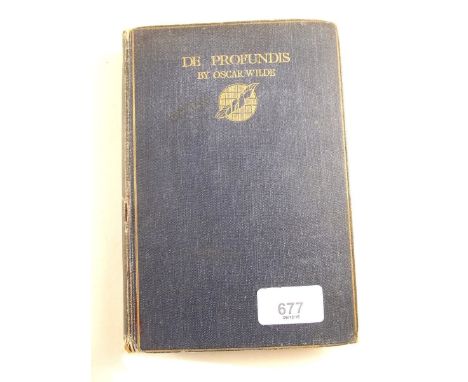 DE PROFUNDIS
BY OSCAR WILDE
677